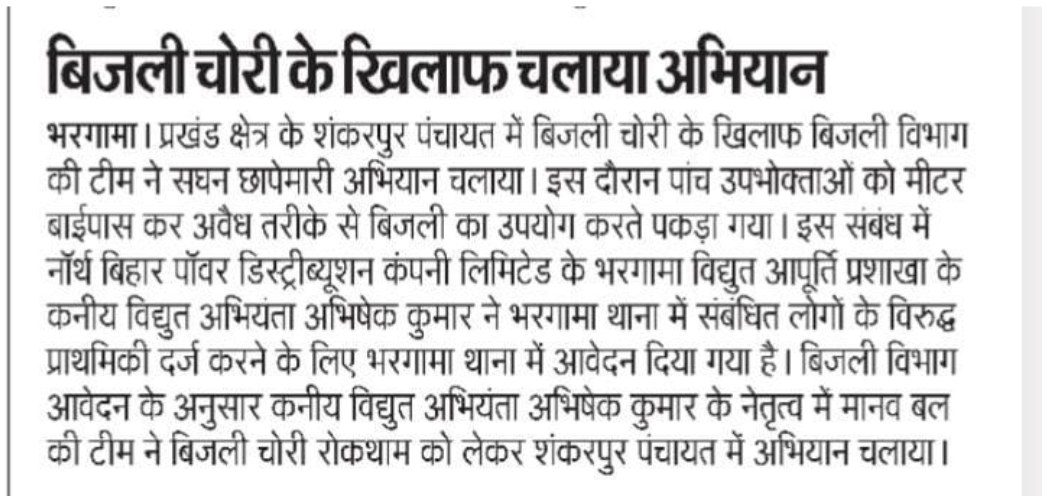 बिजली चोरी के खिलाफ चलाया अभियान
भरगामा। प्रखंड क्षेत्र के शंकरपुर पंचायत में बिजली चोरी के खिलाफ बिजली विभाग
की टीम ने सघन छापेमारी अभियान चलाया। इस दौरान पांच उपभोक्ताओं को मीटर
बाईपास कर अवैध तरीके से बिजली का उपयोग करते पकड़ा गया। इस संबंध में
नॉर्थ बिहार पॉवर डिस्ट्रीब्यूशन कंपनी लिमिटेड के भरगामा विद्युत आपूर्ति प्रशाखा के
कनीय विद्युत अभियंता अभिषेक कुमार ने भरगामा थाना में संबंधित लोगों के विरुद्ध
प्राथमिकी दर्ज करने के लिए भरगामा थाना में आवेदन दिया गया है। बिजली विभाग
आवेदन के अनुसार कनीय विद्युत अभियंता अभिषेक कुमार के नेतृत्व में मानव बल
की टीम ने बिजली चोरी रोकथाम को लेकर शंकरपुर पंचायत में अभियान चलाया।